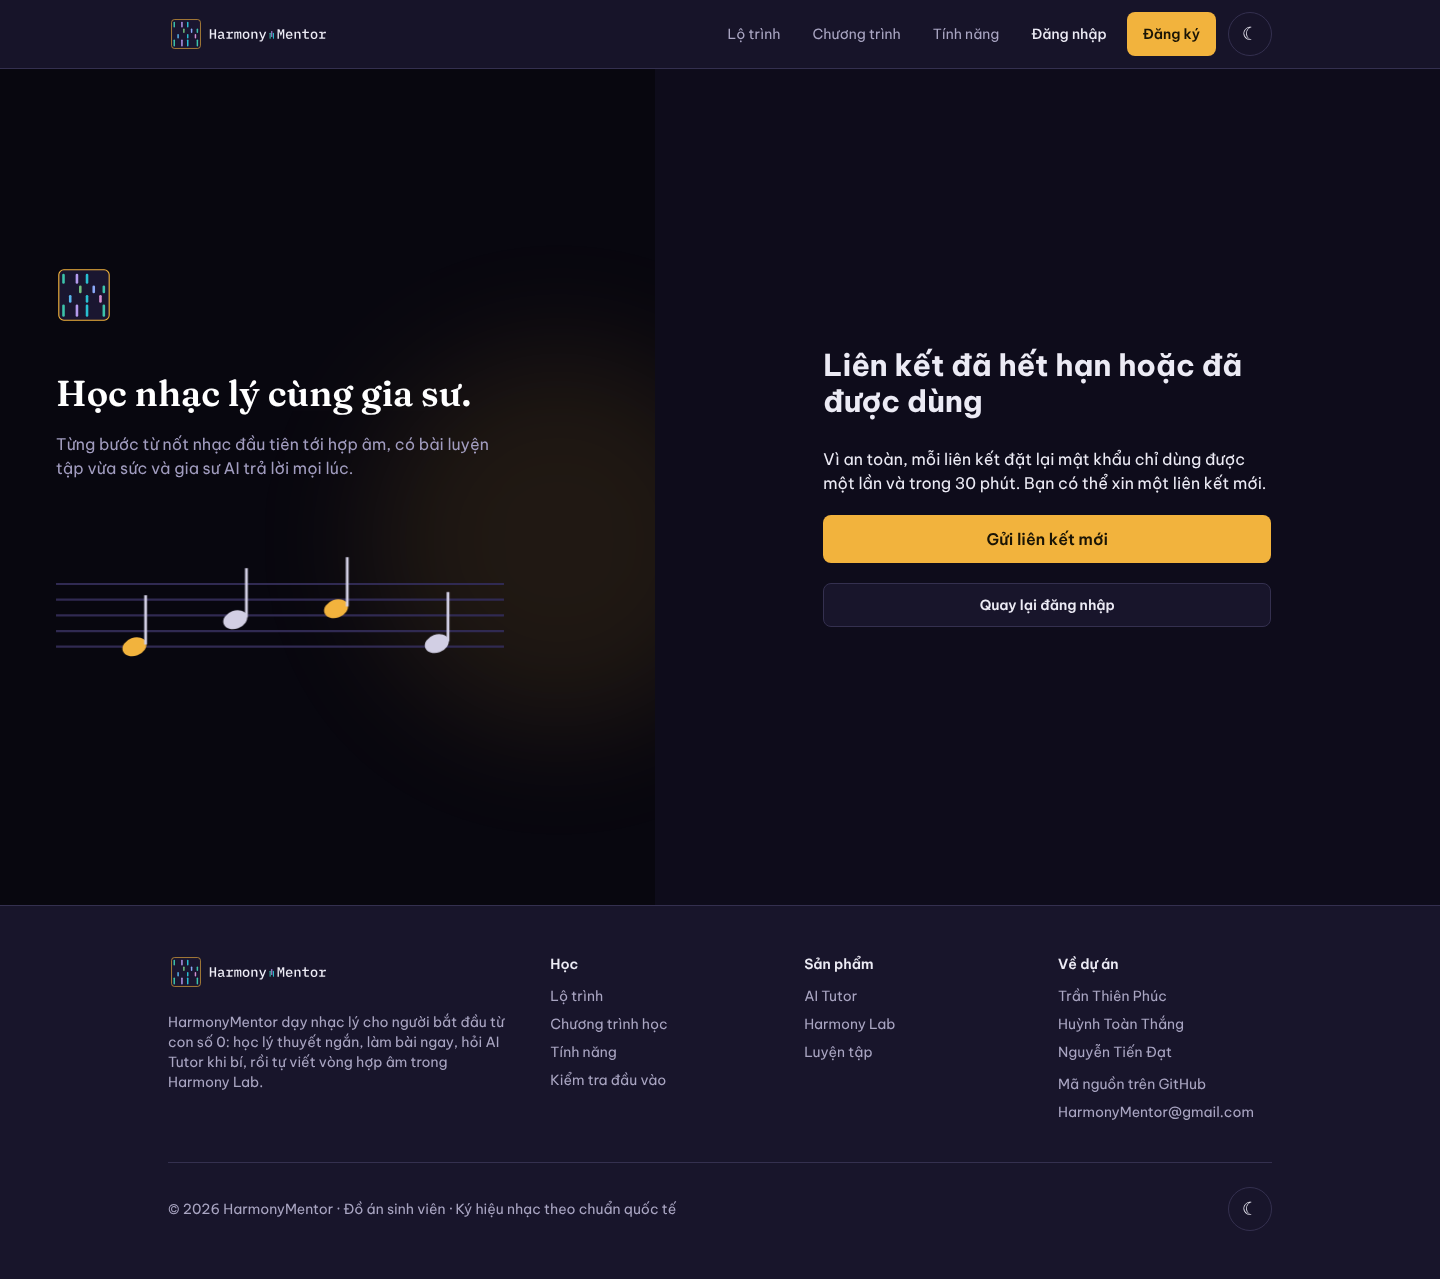 Harmony Mentor
Lộ trình
Chương trình
Tính năng
Đăng nhập
Đăng ký
Học nhạc lý cùng gia sư.
Từng bước từ nốt nhạc đầu tiên tới hợp âm, có bài luyện
tập vừa sức và gia sư AI trả lời mọi lúc.
Liên kết đã hết hạn hoặc đã
được dùng
Vì an toàn, mỗi liên kết đặt lại mật khẩu chỉ dùng được
một lần và trong 30 phút. Bạn có thể xin một liên kết mới.
Gửi liên kết mới
Quay lại đăng nhập
Harmony Mentor
HarmonyMentor dạy nhạc lý cho người bắt đầu từ
con số 0: học lý thuyết ngắn, làm bài ngay, hỏi AI
Tutor khi bí, rồi tự viết vòng hợp âm trong
Harmony Lab.
Học
Lộ trình
Chương trình học
Tính năng
Kiểm tra đầu vào
Sản phẩm
AI Tutor
Harmony Lab
Luyện tập
Về dự án
Trần Thiên Phúc
Huỳnh Toàn Thắng
Nguyễn Tiến Đạt
Mã nguồn trên GitHub
HarmonyMentor@gmail.com
© 2026 HarmonyMentor · Đồ án sinh viên · Ký hiệu nhạc theo chuẩn quốc tế